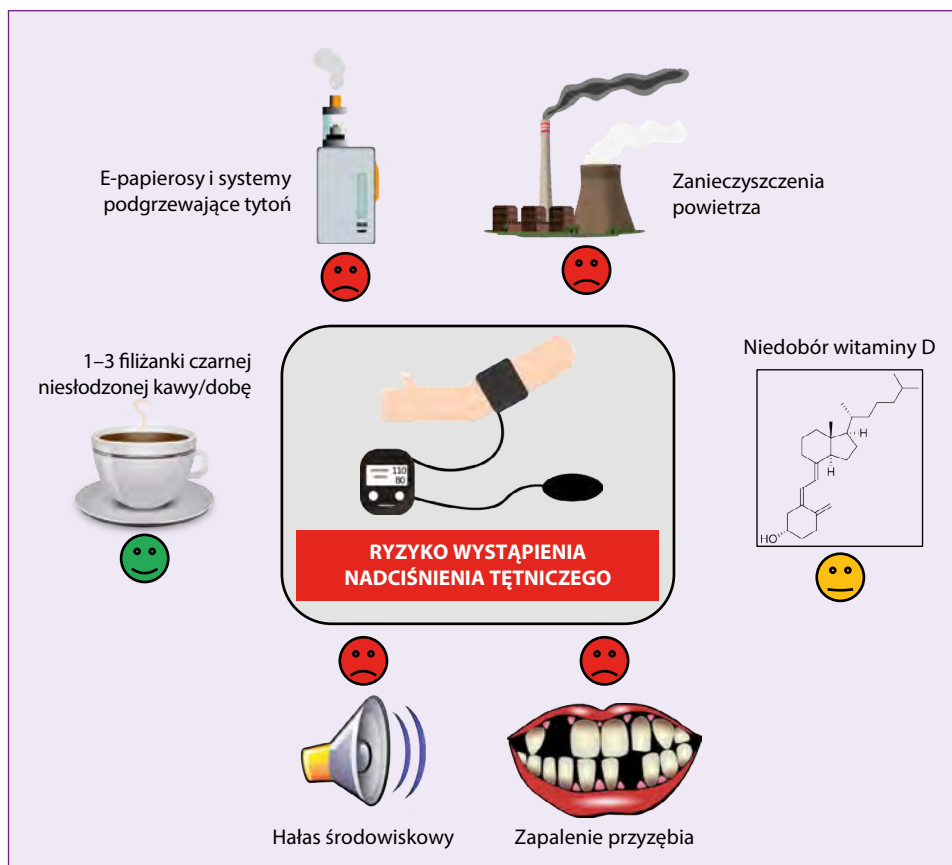 E-papierosy i systemy
podgrzewające tytoń
Zanieczyszczenia
powietrza
1–3 filiżanki czarnej
niesłodzonej kawy/dobę
Niedobór witaminy D
H
H
HO
110
80
RYZYKO WYSTĄPIENIA
NADCIŚNIENIA TĘTNICZEGO
Hałas środowiskowy
Zapalenie przyzębia